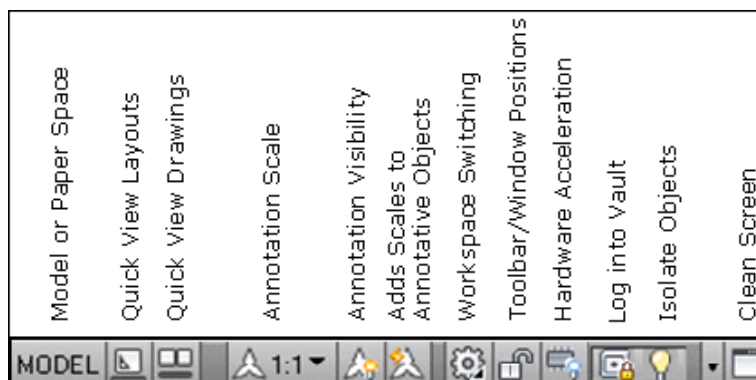 Model or Paper Space
Quick View Layouts
Quick View Drawings
Annotation Scale
Annotation Visibility
Adds Scales to
Annotative Objects
Workspace Switching
Toolbar/Window Positions
Hardware Acceleration
Log into Vault
Isolate Objects
Clean Screen
MODEL
1:1